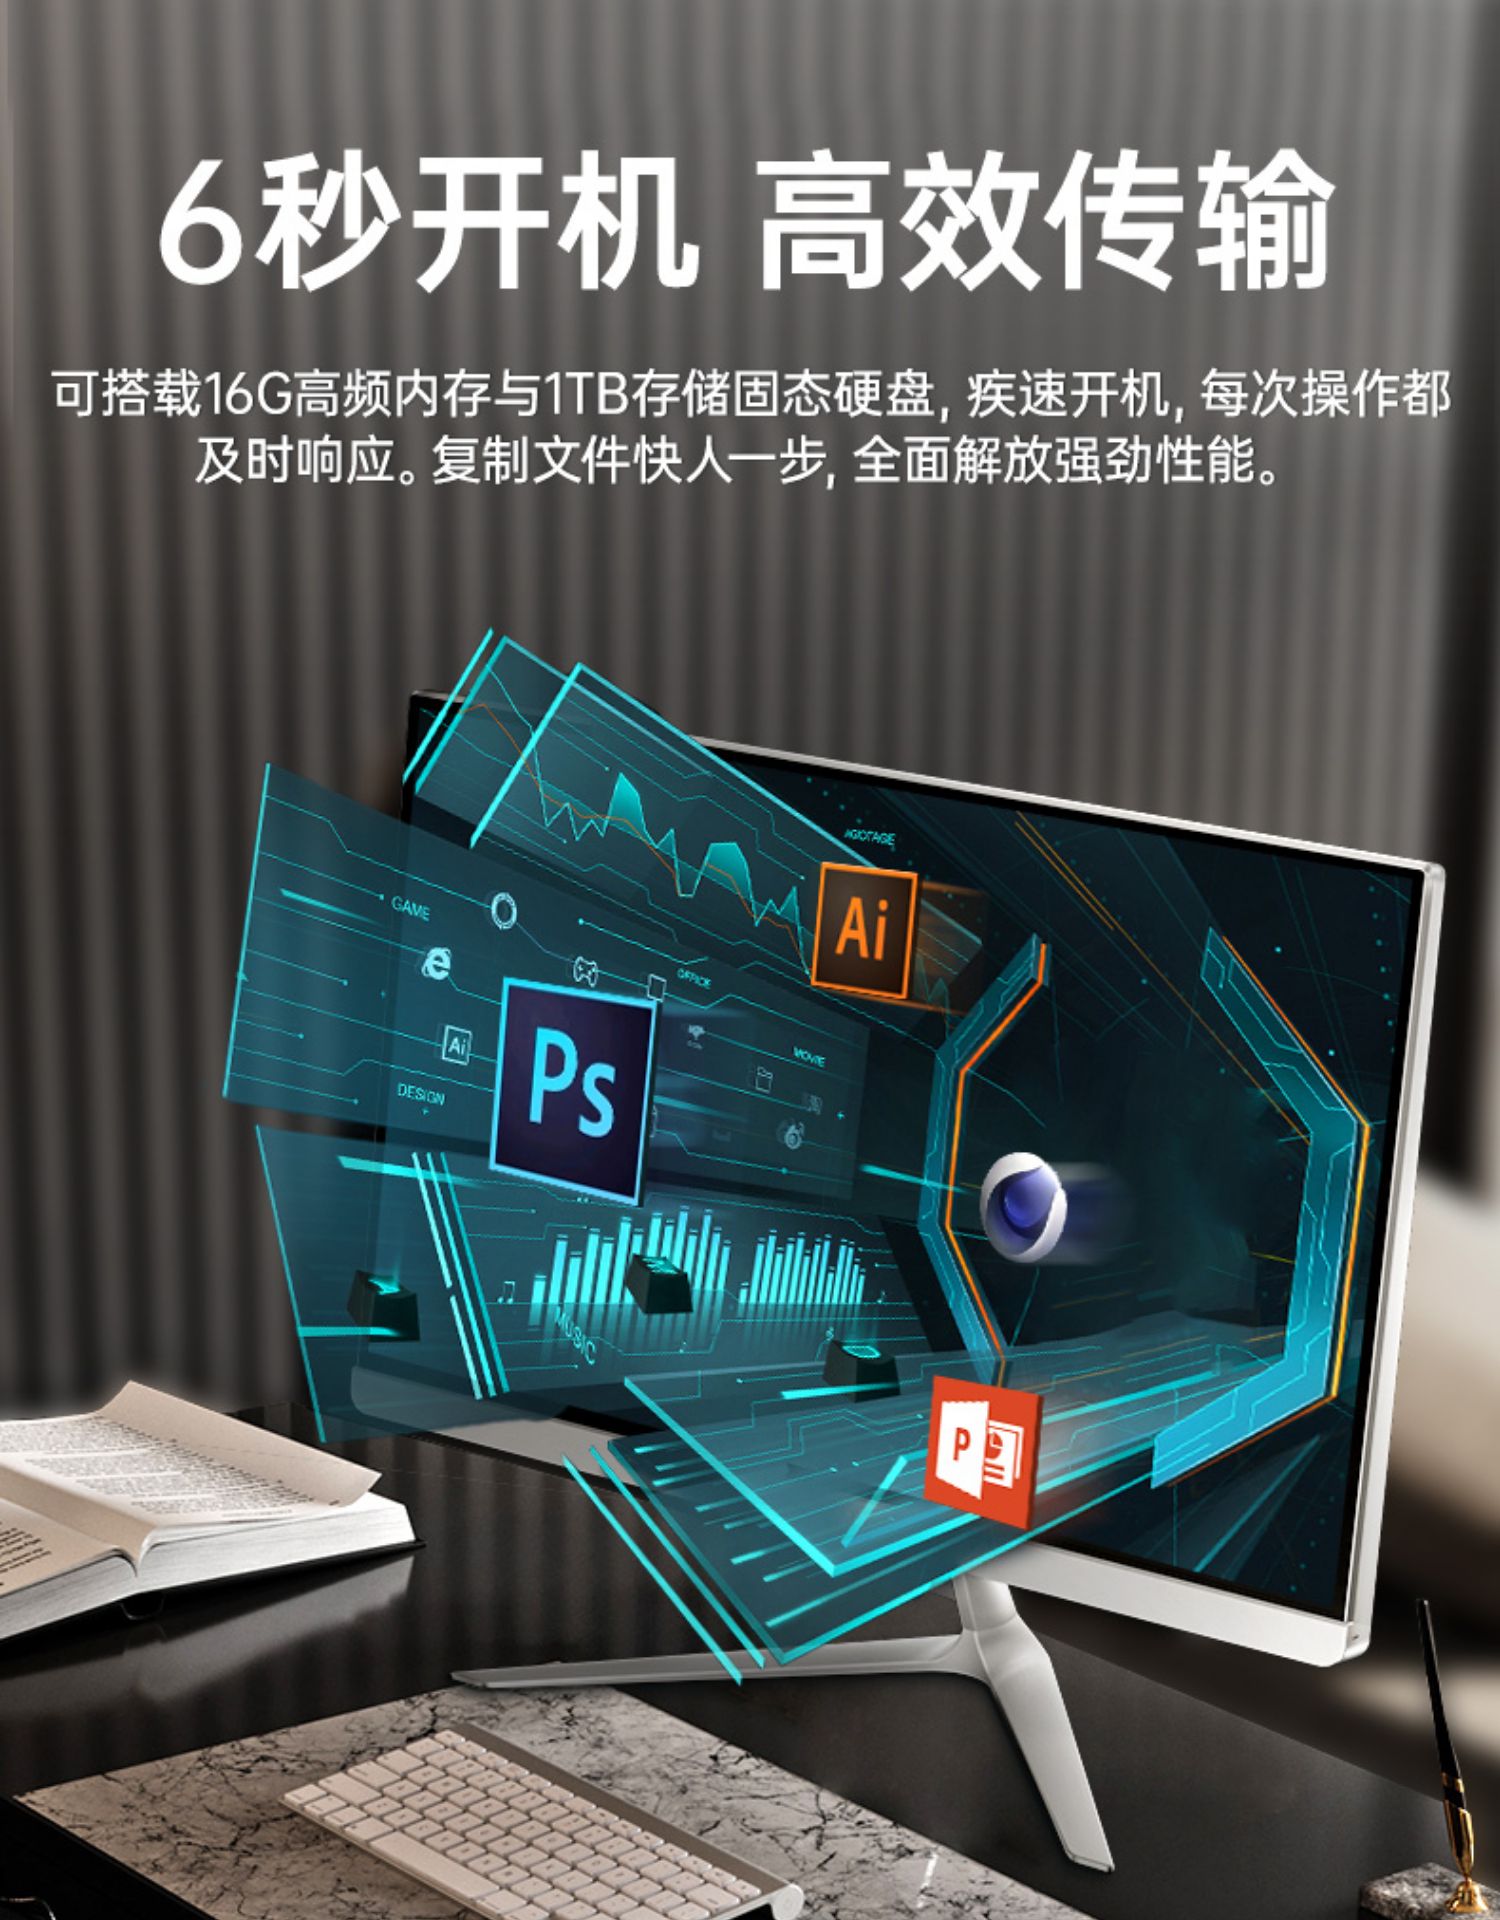 6秒开机 高效传输
可搭载16G高频内存与1TB存储固态硬盘, 疾速开机, 每次操作都
及时响应。复制文件快人一步, 全面解放强劲性能。
AGIOTAGE
Ai
GAME
OFFICE
Ps
Ai
MOVIE
DESIGN
MUSIC
P